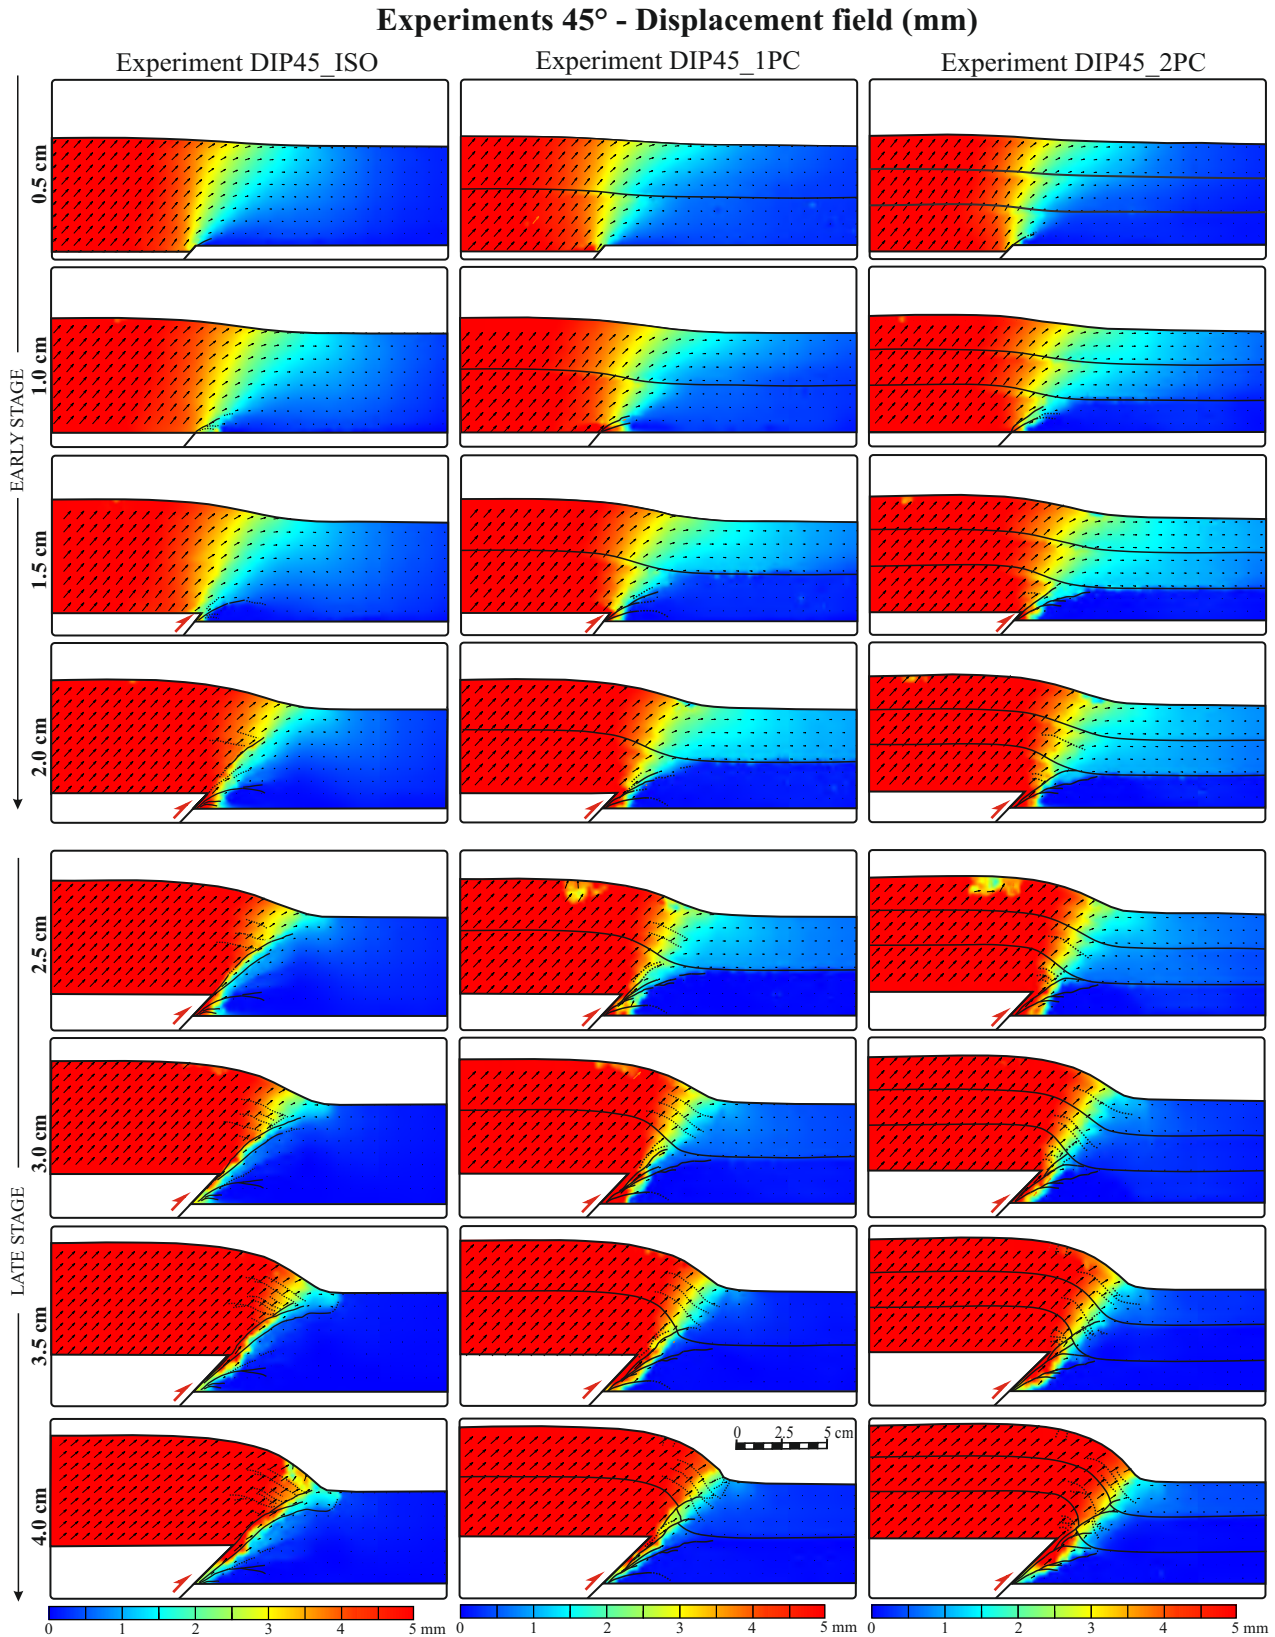 Experiments 45° - Displacement field (mm)
Experiment DIP45_ISO
Experiment DIP45_1PC
Experiment DIP45_2PC
EARLY STAGE
0.5 cm
1.0 cm
1.5 cm
2.0 cm
LATE STAGE
2.5 cm
3.0 cm
3.5 cm
4.0 cm
0 2.5 5 cm
0 1 2 3 4 5 mm
0 1 2 3 4 5 mm
0 1 2 3 4 5 mm